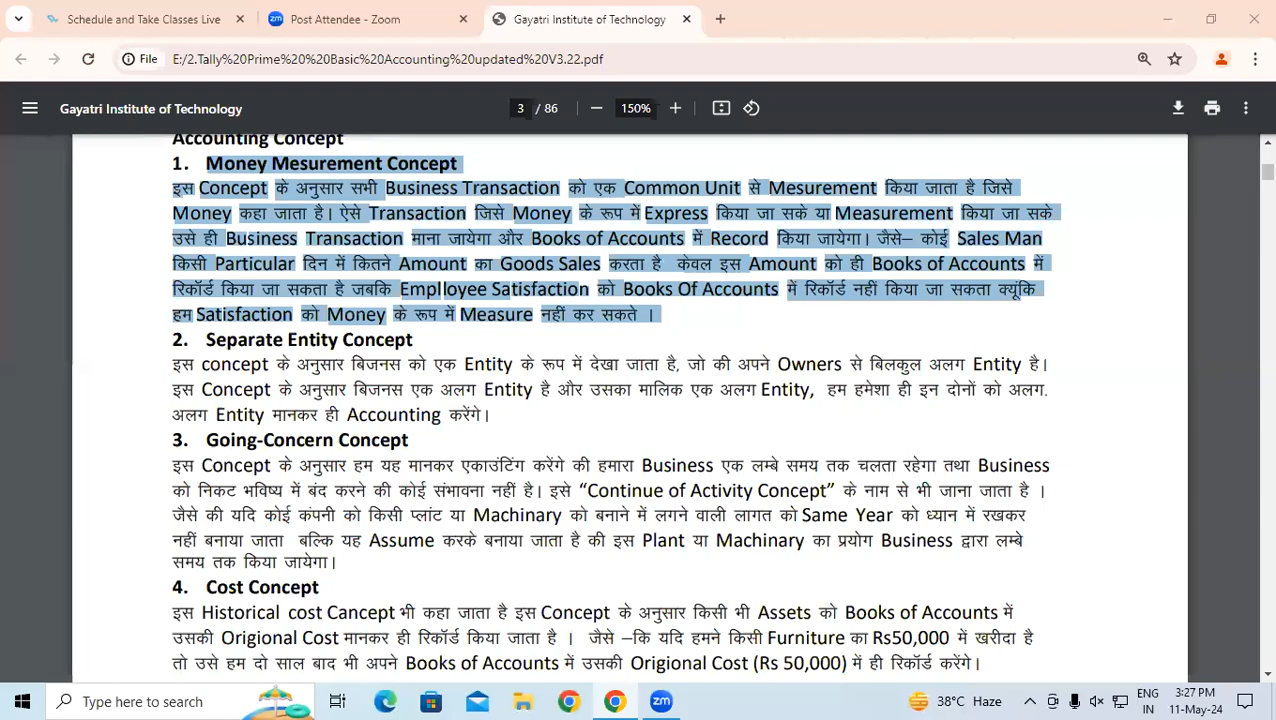 Schedule and Take Classes Live
Post Attendee - Zoom
Gayatri Institute of Technology
File
E:/2.Tally%20Prime%20%20Basic%20Accounting%20updated%20V3.22.pdf
Gayatri Institute of Technology
3 / 86
150%
Accounting Concept
1. Money Mesurement Concept
इस Concept के अनुसार सभी Business Transaction को एक Common Unit से Mesurement किया जाता है जिसे
Money कहा जाता है। ऐसे Transaction जिसे Money के रूप में Express किया जा सके या Measurement किया जा सके
उसे ही Business Transaction माना जायेगा और Books of Accounts में Record किया जायेगा। जैसे– कोई Sales Man
किसी Particular दिन में कितने Amount का Goods Sales करता है केवल इस Amount को ही Books of Accounts में
रिकॉर्ड किया जा सकता है जबकि Employee Satisfaction को Books Of Accounts में रिकॉर्ड नहीं किया जा सकता क्यूंकि
हम Satisfaction को Money के रूप में Measure नहीं कर सकते ।
2. Separate Entity Concept
इस concept के अनुसार बिजनस को एक Entity के रूप में देखा जाता है, जो की अपने Owners से बिलकुल अलग Entity है।
इस Concept के अनुसार बिजनस एक अलग Entity है और उसका मालिक एक अलग Entity, हम हमेशा ही इन दोनों को अलग.
अलग Entity मानकर ही Accounting करेंगे।
3. Going-Concern Concept
इस Concept के अनुसार हम यह मानकर एकाउंटिंग करेंगे की हमारा Business एक लम्बे समय तक चलता रहेगा तथा Business
को निकट भविष्य में बंद करने की कोई संभावना नहीं है। इसे “Continue of Activity Concept” के नाम से भी जाना जाता है ।
जैसे की यदि कोई कंपनी को किसी प्लांट या Machinary को बनाने में लगने वाली लागत को Same Year को ध्यान में रखकर
नहीं बनाया जाता बल्कि यह Assume करके बनाया जाता है की इस Plant या Machinary का प्रयोग Business द्वारा लम्बे
समय तक किया जायेगा।
4. Cost Concept
इस Historical cost Cancept भी कहा जाता है इस Concept के अनुसार किसी भी Assets को Books of Accounts में
उसकी Origional Cost मानकर ही रिकॉर्ड किया जाता है । जैसे –कि यदि हमने किसी Furniture का Rs50,000 में खरीदा है
तो उसे हम दो साल बाद भी अपने Books of Accounts में उसकी Origional Cost (Rs 50,000) में ही रिकॉर्ड करेंगे।
Type here to search
38°C Haze
ENG
IN
3:27 PM
11-May-24